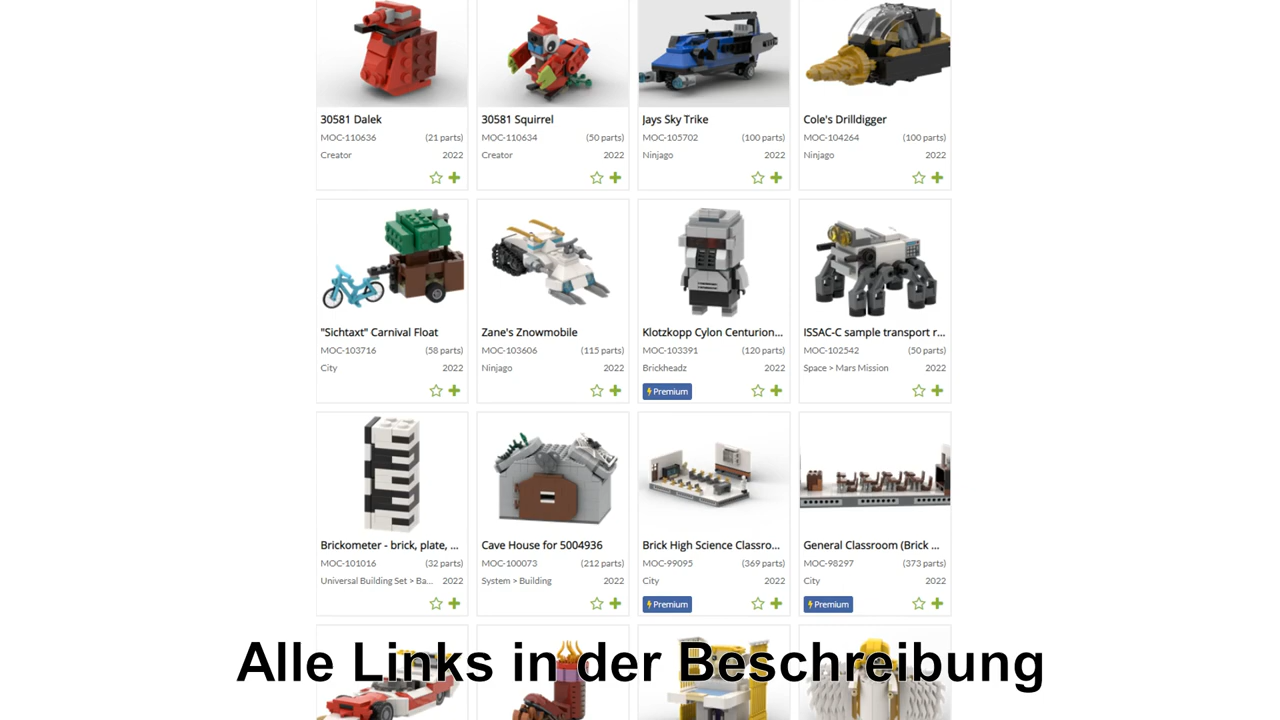 30581 Dalek
MOC-110636 (21 parts)
Creator 2022
30581 Squirrel
MOC-110634 (50 parts)
Creator 2022
Jays Sky Trike
MOC-105702 (100 parts)
Ninjago 2022
Cole's Drilldigger
MOC-104264 (100 parts)
Ninjago 2022
"Sichtaxt" Carnival Float
MOC-103716 (58 parts)
City 2022
Zane's Znowmobile
MOC-103606 (115 parts)
Ninjago 2022
Klotzkopp Cylon Centurion...
MOC-103391 (120 parts)
Brickheadz 2022
Premium
ISSAC-C sample transport r...
MOC-102542 (50 parts)
Space > Mars Mission 2022
Brickometer - brick, plate, ...
MOC-101016 (32 parts)
Universal Building Set > Ba... 2022
Cave House for 5004936
MOC-100073 (212 parts)
System > Building 2022
Brick High Science Classro...
MOC-99095 (369 parts)
City 2022
Premium
General Classroom (Brick ...
MOC-98297 (373 parts)
City 2022
Premium
Alle Links in der Beschreibung